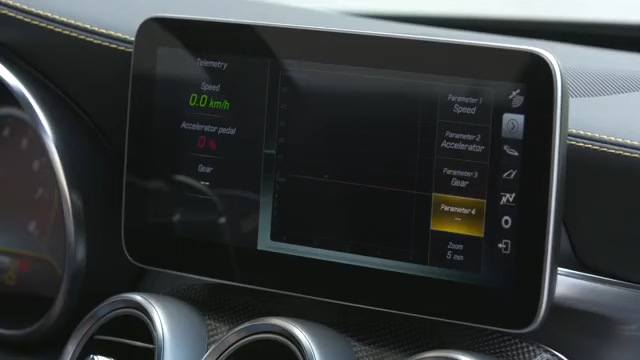 Telemetry
Speed
0.0 km/h
Accelerator pedal
0 %
Gear
--
Parameter 1
Speed
Parameter 2
Accelerator
Parameter 3
Gear
Parameter 4
--
Zoom
5 min